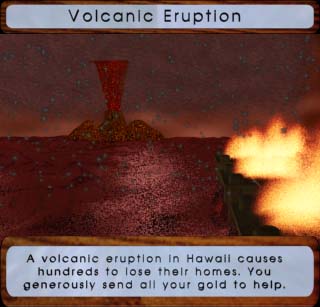 Volcanic Eruption
A volcanic eruption in Hawaii causes
hundreds to lose their homes. You
generously send all your gold to help.